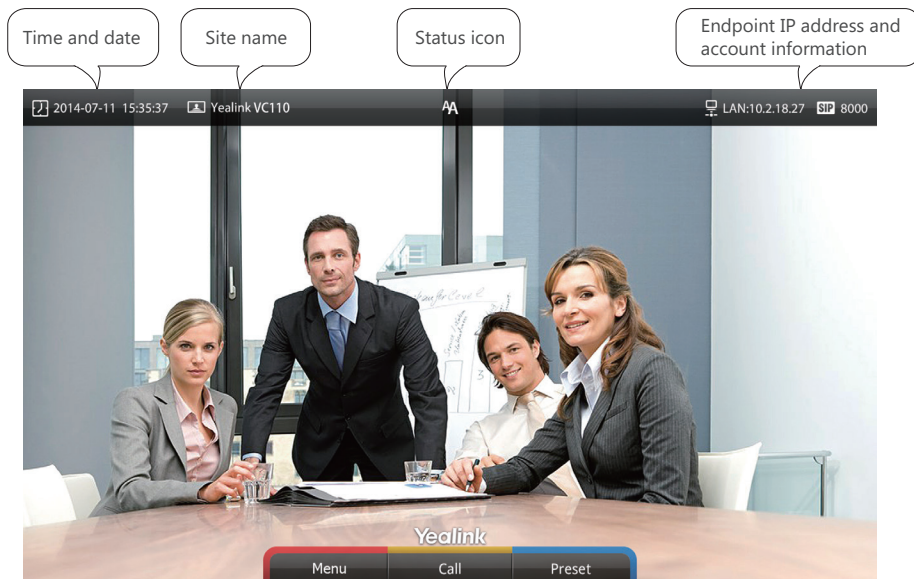 Time and date
Site name
Status icon
Endpoint IP address and
account information
2014-07-11 15:35:37
Yealink VC110
AA
LAN:10.2.18.27
SIP 8000
3
Yealink
Menu
Call
Preset